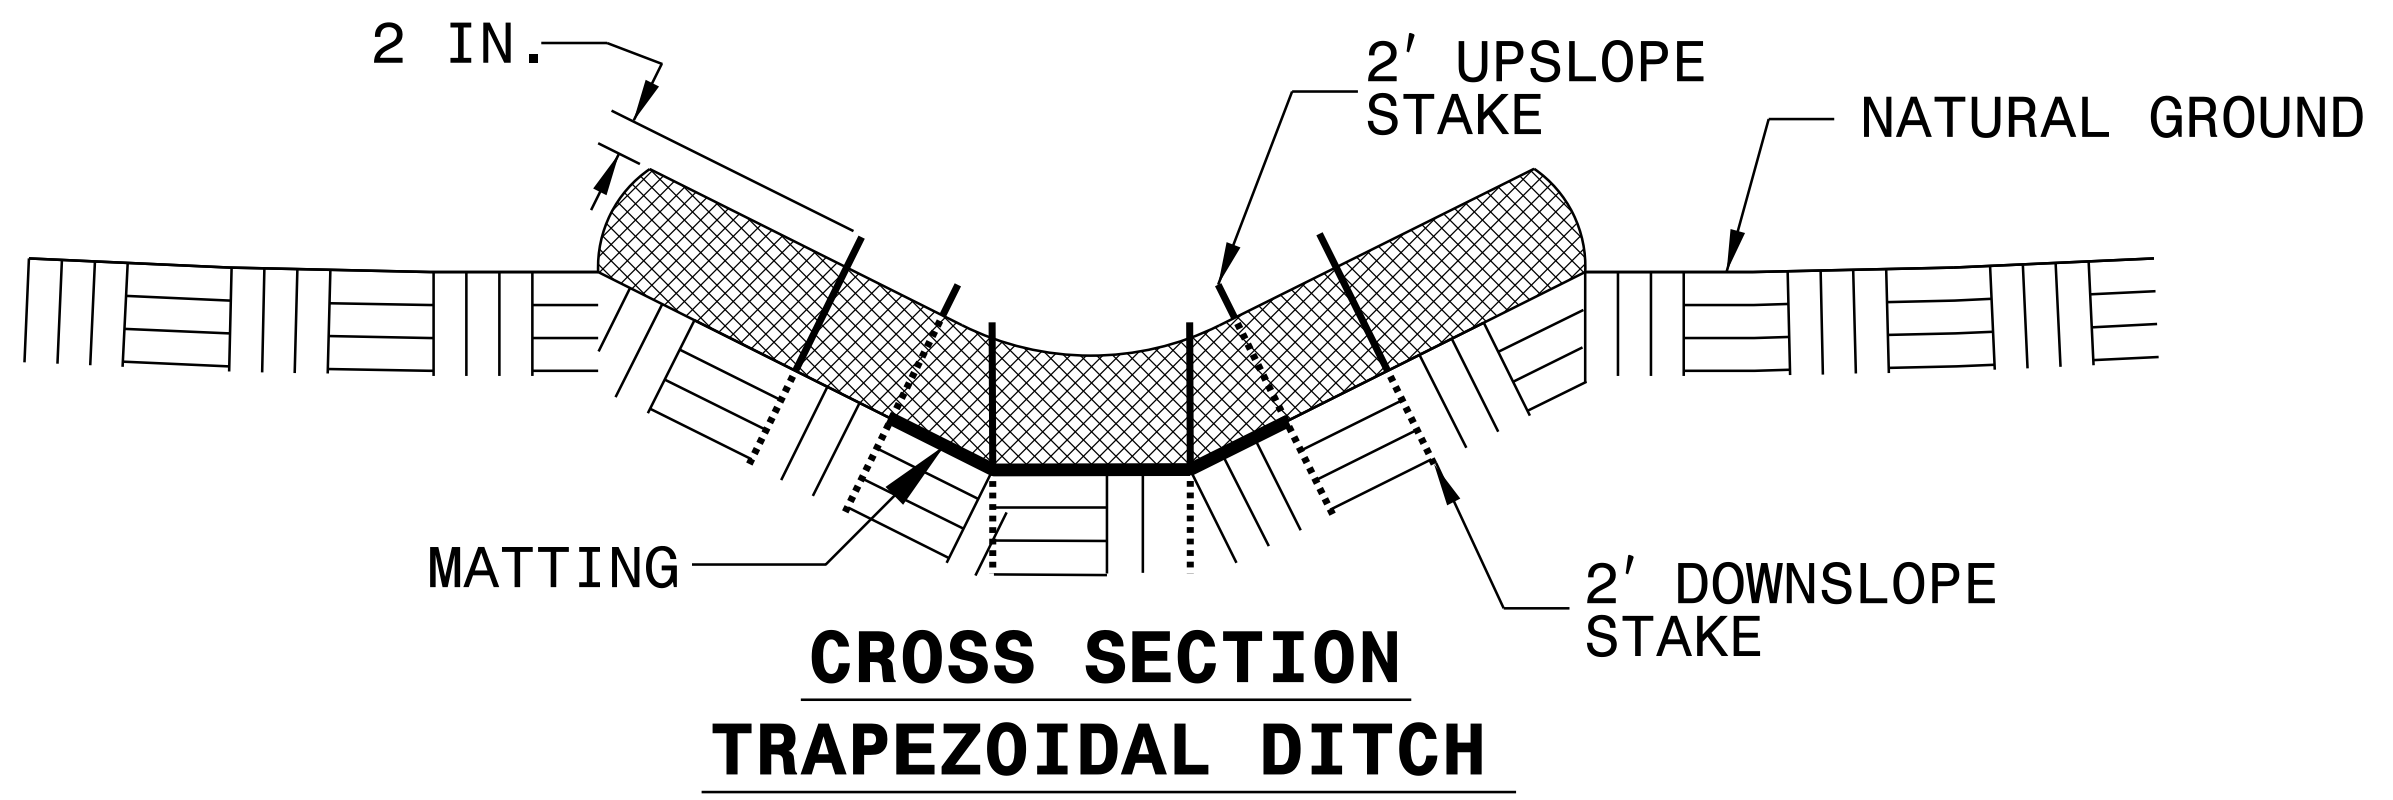 2 IN.
2' UPSLOPE
STAKE
NATURAL GROUND
MATTING
2' DOWNSLOPE
STAKE
CROSS SECTION
TRAPEZOIDAL DITCH